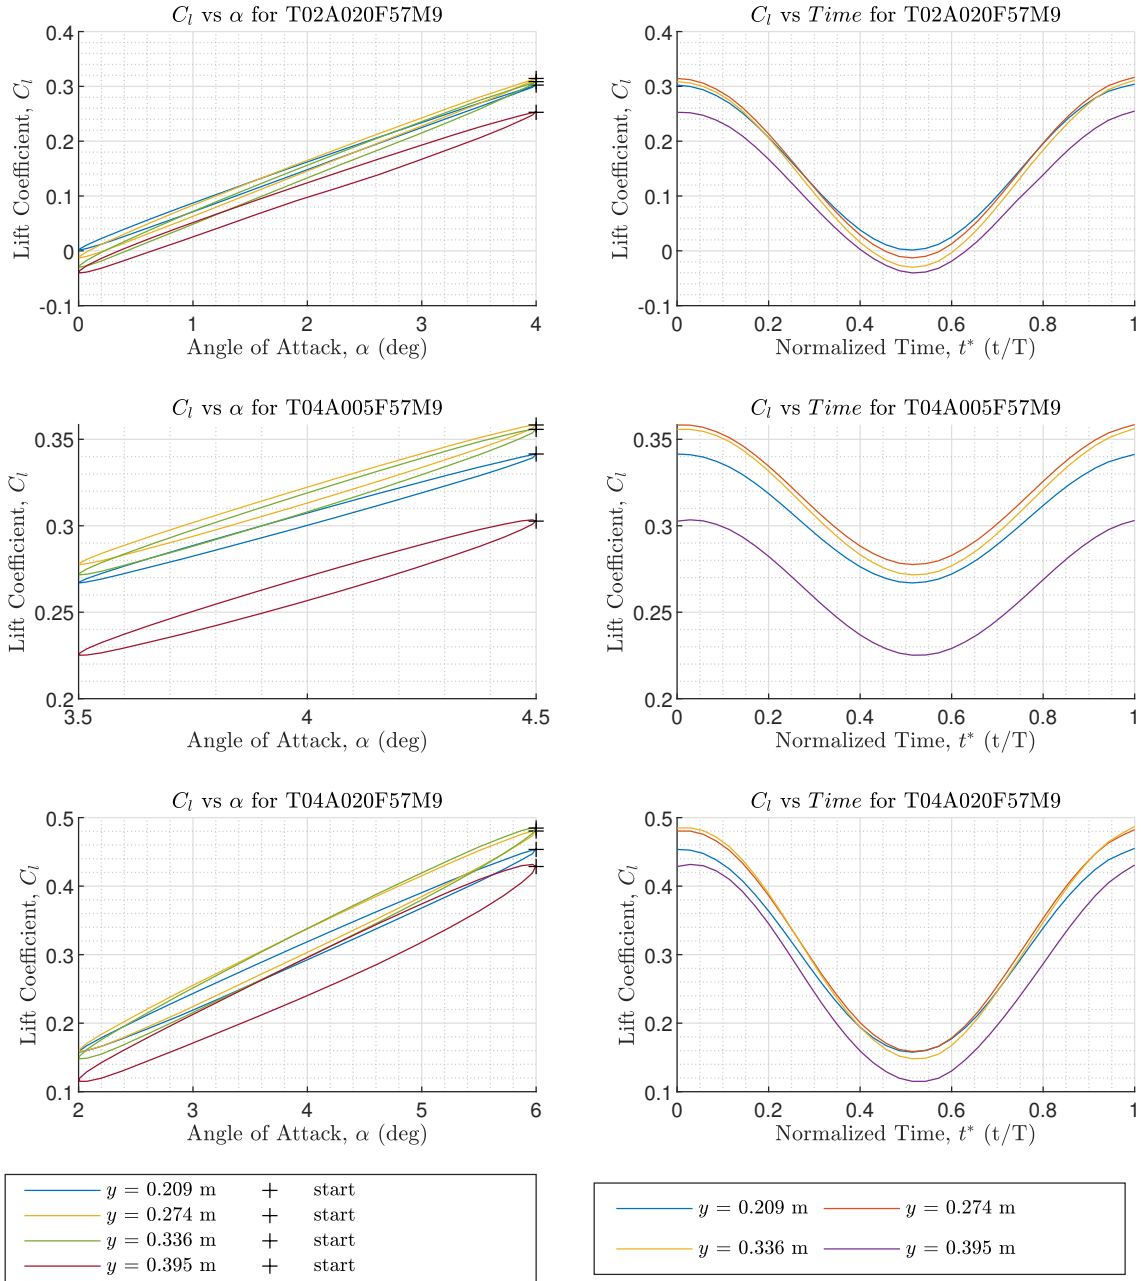 C_l vs α for T02A020F57M9
0.4
0.3
0.2
0.1
0
-0.1
Lift Coefficient, C_l
0 1 2 3 4
Angle of Attack, α (deg)
C_l vs Time for T02A020F57M9
0.4
0.3
0.2
0.1
0
-0.1
Lift Coefficient, C_l
0 0.2 0.4 0.6 0.8 1
Normalized Time, t* (t/T)
C_l vs α for T04A005F57M9
0.35
0.3
0.25
0.2
Lift Coefficient, C_l
3.5 4 4.5
Angle of Attack, α (deg)
C_l vs Time for T04A005F57M9
0.35
0.3
0.25
0.2
Lift Coefficient, C_l
0 0.2 0.4 0.6 0.8 1
Normalized Time, t* (t/T)
C_l vs α for T04A020F57M9
0.5
0.4
0.3
0.2
0.1
Lift Coefficient, C_l
2 3 4 5 6
Angle of Attack, α (deg)
C_l vs Time for T04A020F57M9
0.5
0.4
0.3
0.2
0.1
Lift Coefficient, C_l
0 0.2 0.4 0.6 0.8 1
Normalized Time, t* (t/T)
y = 0.209 m + start
y = 0.274 m + start
y = 0.336 m + start
y = 0.395 m + start
y = 0.209 m y = 0.274 m
y = 0.336 m y = 0.395 m